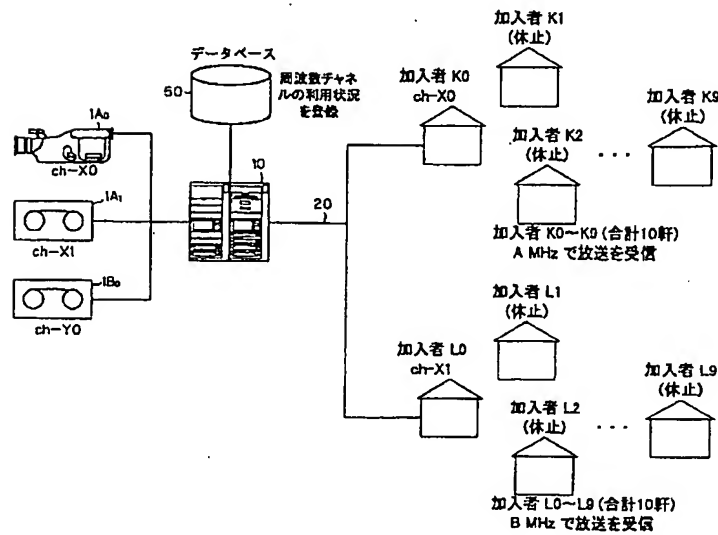 データベース
50
周波数チャネ
ルの利用状況
を登録
1A0
ch-X0
1A1
ch-X1
1B0
ch-Y0
10
20
加入者 K0
ch-X0
加入者 K1
(休止)
加入者 K2
(休止)
・・・
加入者 K9
(休止)
加入者 K0～K0 (合計10軒)
A MHz で放送を受信
加入者 L0
ch-X1
加入者 L1
(休止)
加入者 L2
(休止)
・・・
加入者 L9
(休止)
加入者 L0～L9 (合計10軒)
B MHz で放送を受信